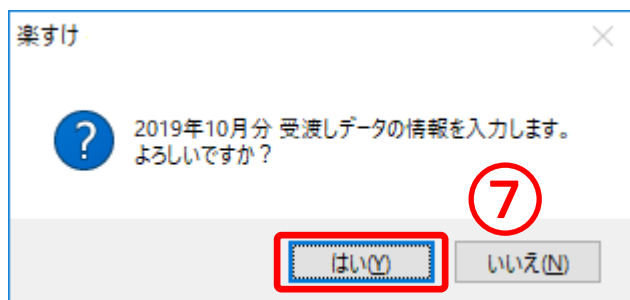 楽すけ
2019年10月分 受渡しデータの情報を入力します。
よろしいですか？
⑦
はい(Y) いいえ(N)